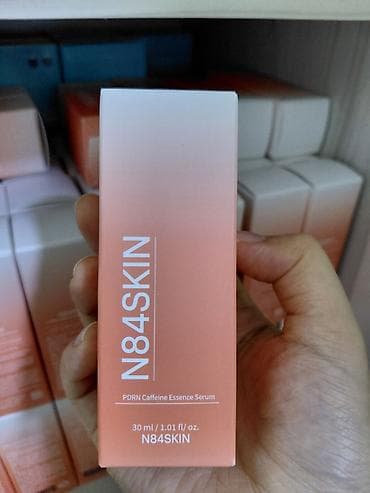 N84SKIN
PDRN Caffeine Essence Serum
30 ml / 1.01 fl/ oz.
N84SKIN